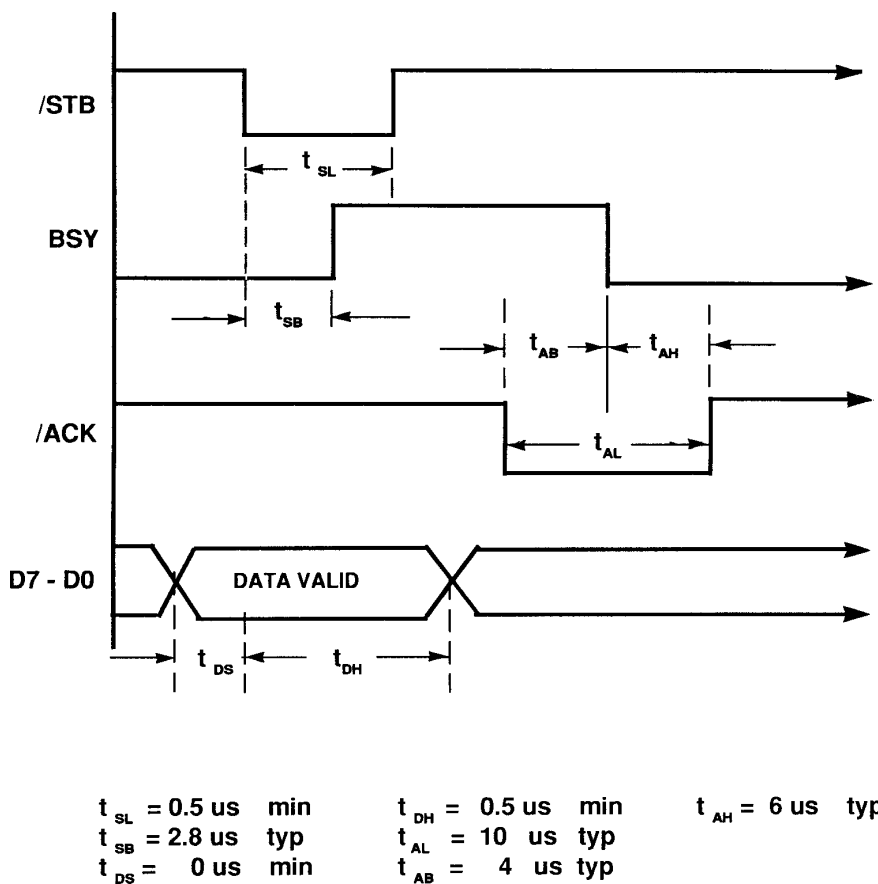 /STB
t SL
BSY
t SB
t AB
t AH
/ACK
t AL
D7 - D0
DATA VALID
t DS
t DH
t SL = 0.5 us min t DH = 0.5 us min t AH = 6 us typ
t SB = 2.8 us typ t AL = 10 us typ
t DS = 0 us min t AB = 4 us typ